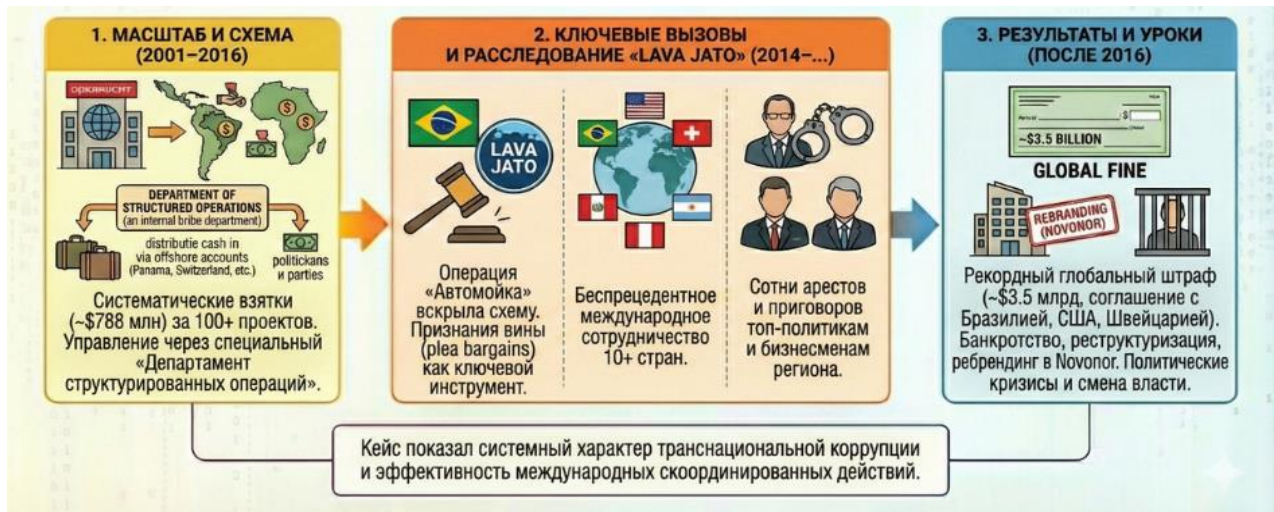 1. МАСШТАБ И СХЕМА
(2001–2016)
DEPARTMENT OF
STRUCTURED OPERATIONS
(an internal bribe department)
distributie cash in
via offshore accounts
(Panama, Switzerland, etc.)
politickans
и parties
Систематические взятки
(~$788 млн) за 100+ проектов.
Управление через специальный
«Департамент
структурированных операций».
2. КЛЮЧЕВЫЕ ВЫЗОВЫ
И РАССЛЕДОВАНИЕ «LAVA JATO» (2014–...)
LAVA
JATO
Операция
«Автомойка»
вскрыла схему.
Признания вины
(plea bargains)
как ключевой
инструмент.
Беспрецедентное
международное
сотрудничество
10+ стран.
Сотни арестов
и приговоров
топ-политикам
и бизнесменам
региона.
3. РЕЗУЛЬТАТЫ И УРОКИ
(ПОСЛЕ 2016)
$
~$3.5 BILLION
GLOBAL FINE
REBRANDING
(NOVONOR)
Рекордный глобальный штраф
(~$3.5 млрд, соглашение с
Бразилией, США, Швейцарией).
Банкротство, реструктуризация,
ребрендинг в Novonor. Политические
кризисы и смена власти.
Кейс показал системный характер транснациональной коррупции
и эффективность международных скоординированных действий.